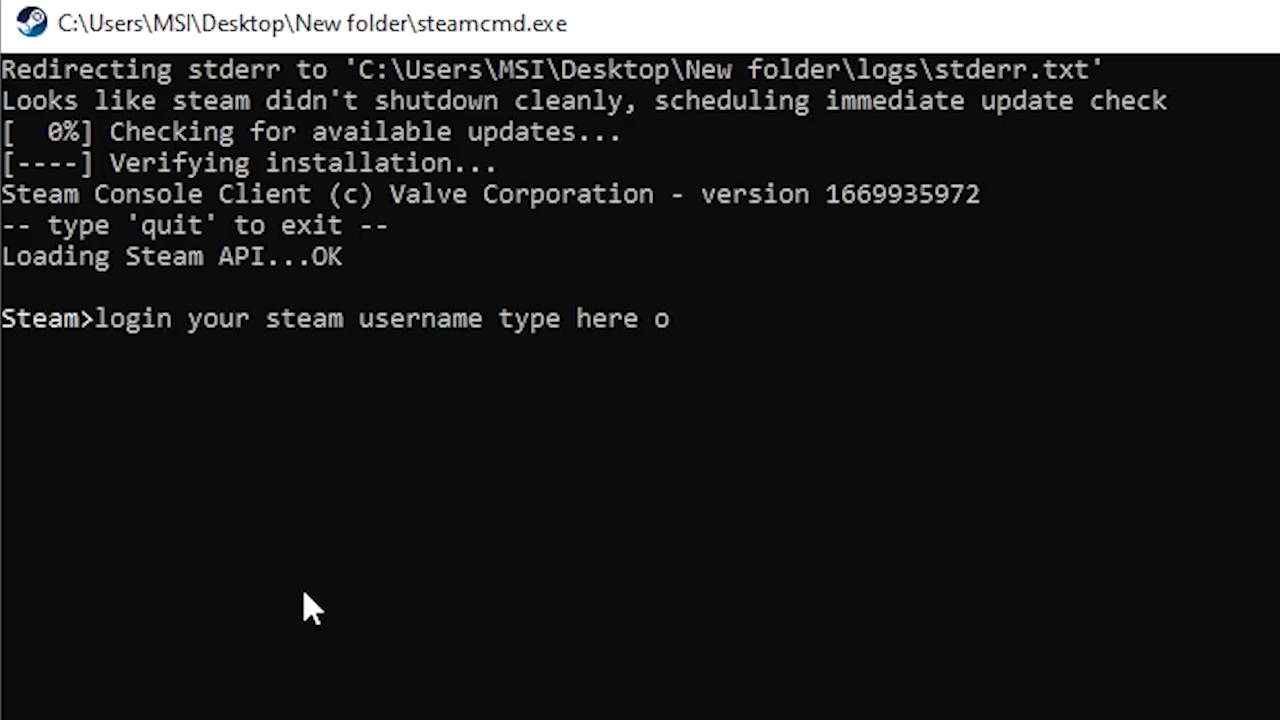 C:\Users\MSI\Desktop\New folder\steamcmd.exe
Redirecting stderr to 'C:\Users\MSI\Desktop\New folder\logs\stderr.txt'
Looks like steam didn't shutdown cleanly, scheduling immediate update check
[  0%] Checking for available updates...
[----] Verifying installation...
Steam Console Client (c) Valve Corporation - version 1669935972
-- type 'quit' to exit --
Loading Steam API...OK
Steam>login your steam username type here o